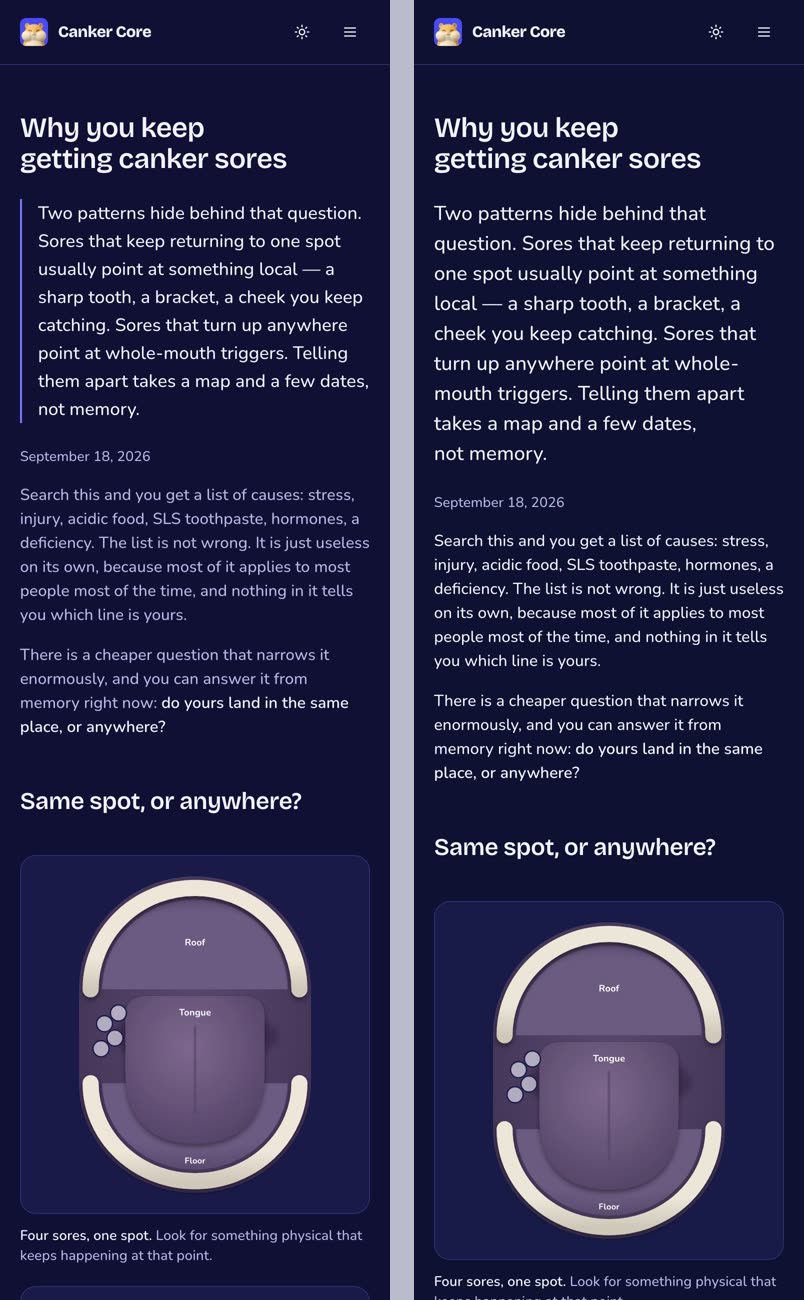 Canker Core
Why you keep
getting canker sores
Two patterns hide behind that question.
Sores that keep returning to one spot
usually point at something local — a
sharp tooth, a bracket, a cheek you keep
catching. Sores that turn up anywhere
point at whole-mouth triggers. Telling
them apart takes a map and a few dates,
not memory.
September 18, 2026
Search this and you get a list of causes: stress,
injury, acidic food, SLS toothpaste, hormones, a
deficiency. The list is not wrong. It is just useless
on its own, because most of it applies to most
people most of the time, and nothing in it tells
you which line is yours.
There is a cheaper question that narrows it
enormously, and you can answer it from
memory right now: do yours land in the same
place, or anywhere?
Same spot, or anywhere?
Roof
Tongue
Floor
Four sores, one spot. Look for something physical that
keeps happening at that point.
Canker Core
Why you keep
getting canker sores
Two patterns hide behind that
question. Sores that keep returning to
one spot usually point at something
local — a sharp tooth, a bracket, a
cheek you keep catching. Sores that
turn up anywhere point at whole-
mouth triggers. Telling them apart
takes a map and a few dates,
not memory.
September 18, 2026
Search this and you get a list of causes: stress,
injury, acidic food, SLS toothpaste, hormones, a
deficiency. The list is not wrong. It is just useless
on its own, because most of it applies to most
people most of the time, and nothing in it tells
you which line is yours.
There is a cheaper question that narrows it
enormously, and you can answer it from
memory right now: do yours land in the same
place, or anywhere?
Same spot, or anywhere?
Roof
Tongue
Floor
Four sores, one spot. Look for something physical that